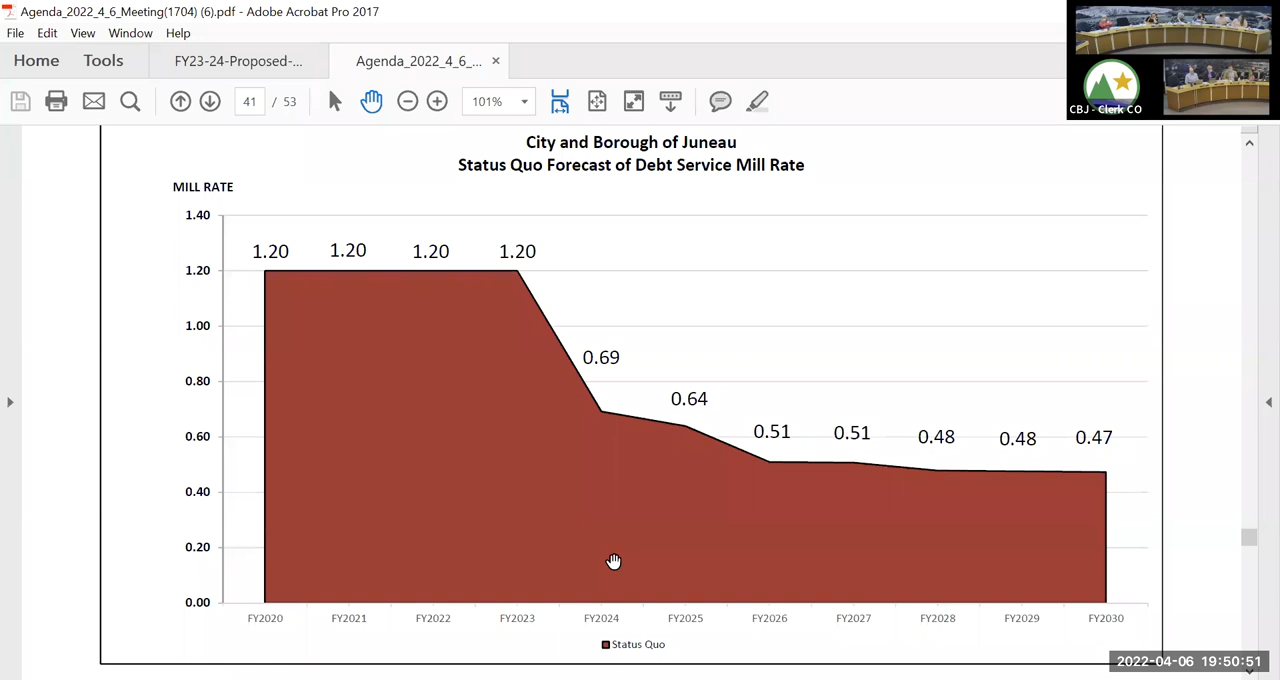 Agenda_2022_4_6_Meeting(1704) (6).pdf - Adobe Acrobat Pro 2017
File Edit View Window Help
Home Tools FY23-24-Proposed-... Agenda_2022_4_6_... ×
41 / 53 101%
CBJ - Clerk CO
City and Borough of Juneau
Status Quo Forecast of Debt Service Mill Rate
MILL RATE
1.40
1.20
1.00
0.80
0.60
0.40
0.20
0.00
1.20 1.20 1.20 1.20 0.69 0.64 0.51 0.51 0.48 0.48 0.47
FY2020 FY2021 FY2022 FY2023 FY2024 FY2025 FY2026 FY2027 FY2028 FY2029 FY2030
Status Quo
2022-04-06 19:50:51